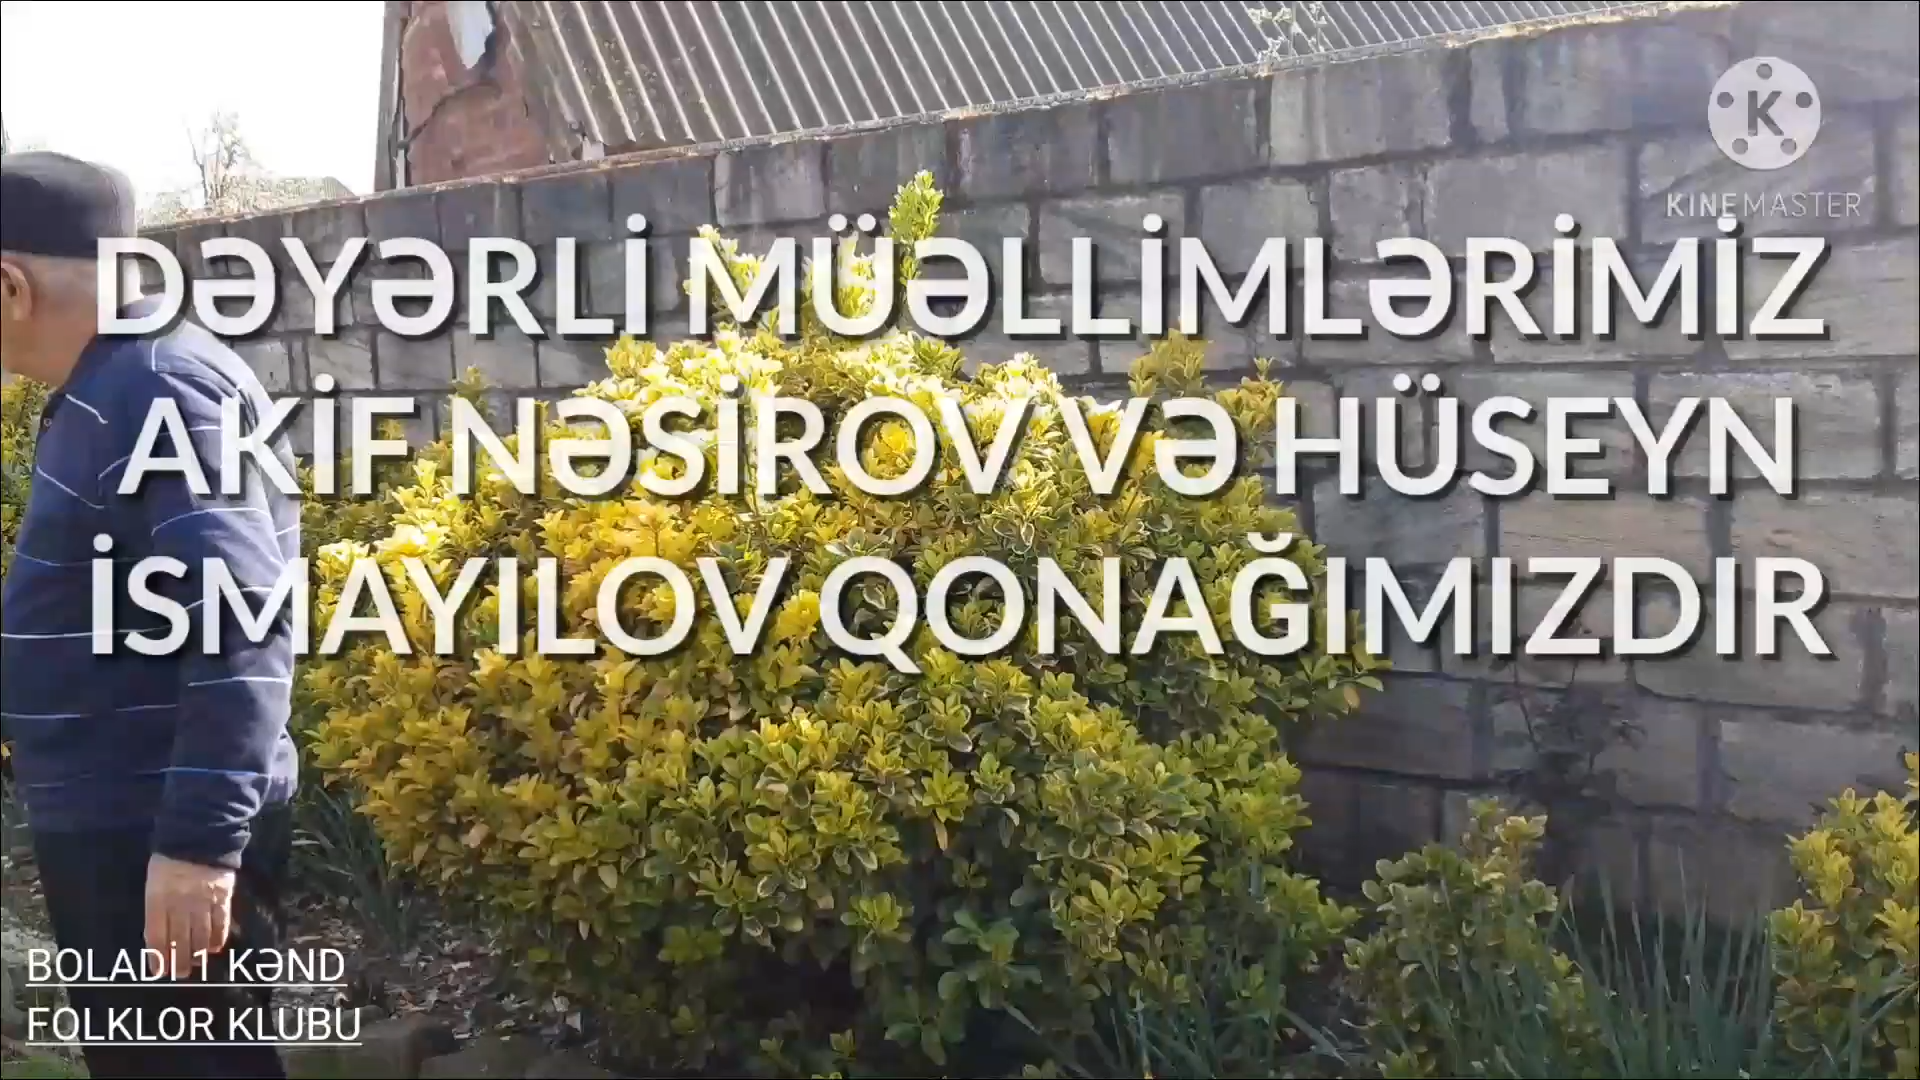 KINEMASTER
DƏYƏRLİ MÜƏLLİMLƏRİMİZ
AKİF NƏSİROV VƏ HÜSEYN
İSMAYILOV QONAĞIMIZDIR
BOLADİ 1 KƏND
FOLKLOR KLUBU